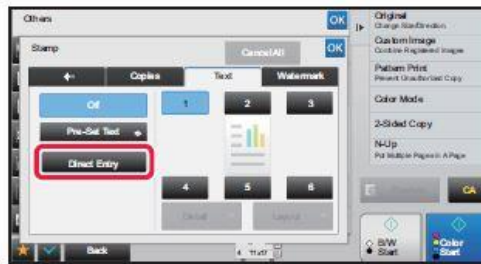 Others
OK
Stamp
Cancel All
OK
Copies
Text
Watermark
Off
Pre-Set Text
Direct Entry
1
2
3
4
5
6
Detail
Layout
Back
Original
Change Size/Direction.
Custom Image
Combine Registered Images
Pattern Print
Prevent Unauthorized Copy
Color Mode
2-Sided Copy
N-Up
Put Multiple Pages in A Page
CA
B/W
Start
Color
Start